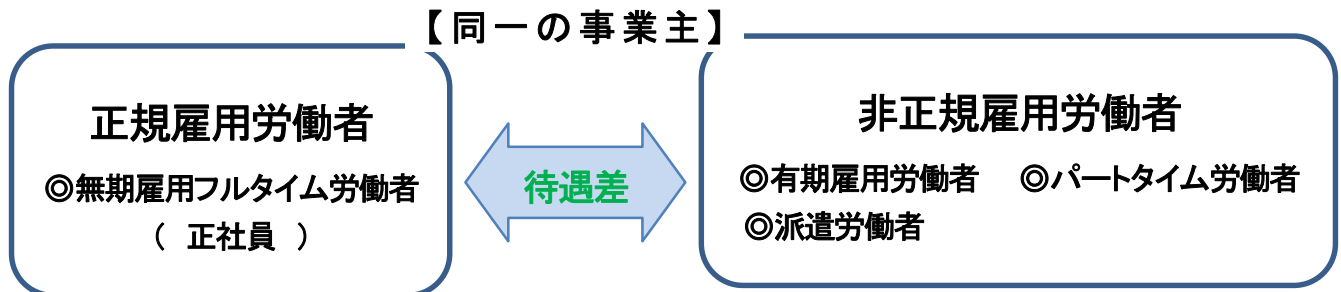 【同一の事業主】
正規雇用労働者
◎無期雇用フルタイム労働者
（ 正社員 ）
待遇差
非正規雇用労働者
◎有期雇用労働者 ◎パートタイム労働者
◎派遣労働者